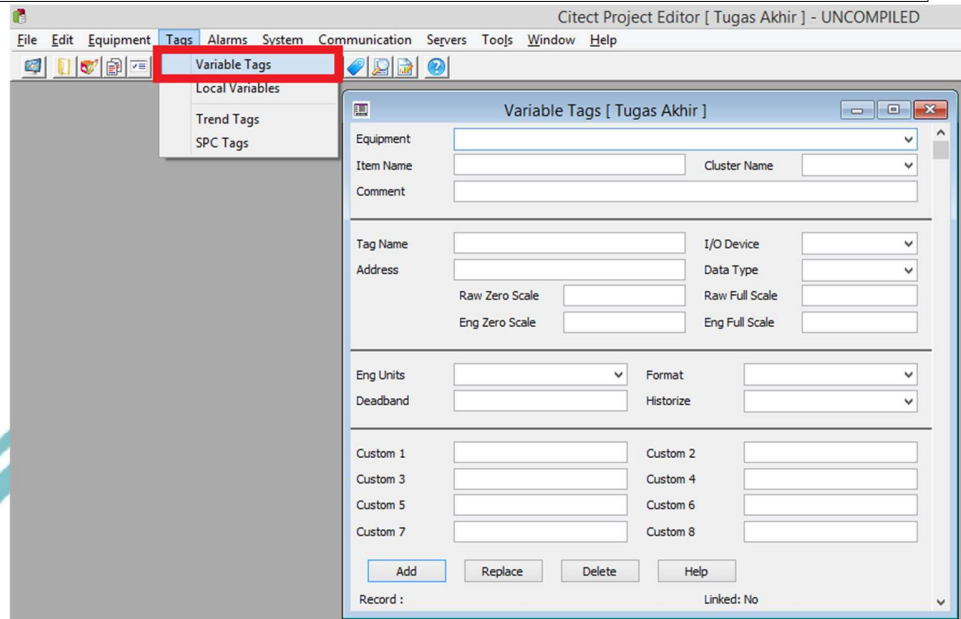 Citect Project Editor [ Tugas Akhir ] - UNCOMPILED
File Edit Equipment Tags Alarms System Communication Servers Tools Window Help
Variable Tags
Local Variables
Trend Tags
SPC Tags
Variable Tags [ Tugas Akhir ]
Equipment
Item Name Cluster Name
Comment
Tag Name I/O Device
Address Data Type
Raw Zero Scale Raw Full Scale
Eng Zero Scale Eng Full Scale
Eng Units Format
Deadband Historize
Custom 1 Custom 2
Custom 3 Custom 4
Custom 5 Custom 6
Custom 7 Custom 8
Add Replace Delete Help
Record : Linked: No